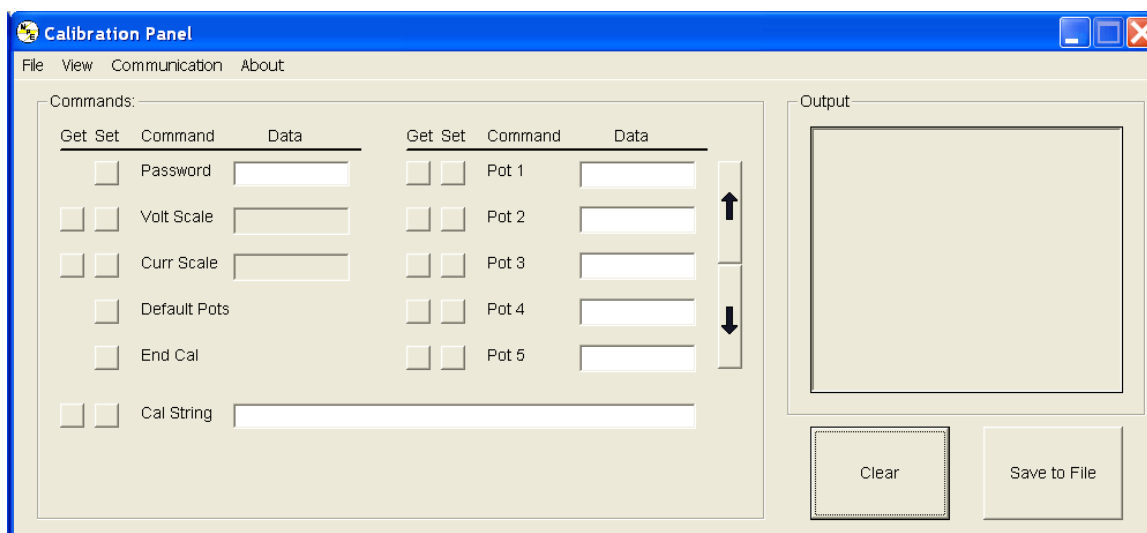 Calibration Panel
File View Communication About
Commands:
Get Set Command Data
Password
Volt Scale
Curr Scale
Default Pots
End Cal
Cal String
Get Set Command Data
Pot 1
Pot 2
Pot 3
Pot 4
Pot 5
Output
Clear
Save to File